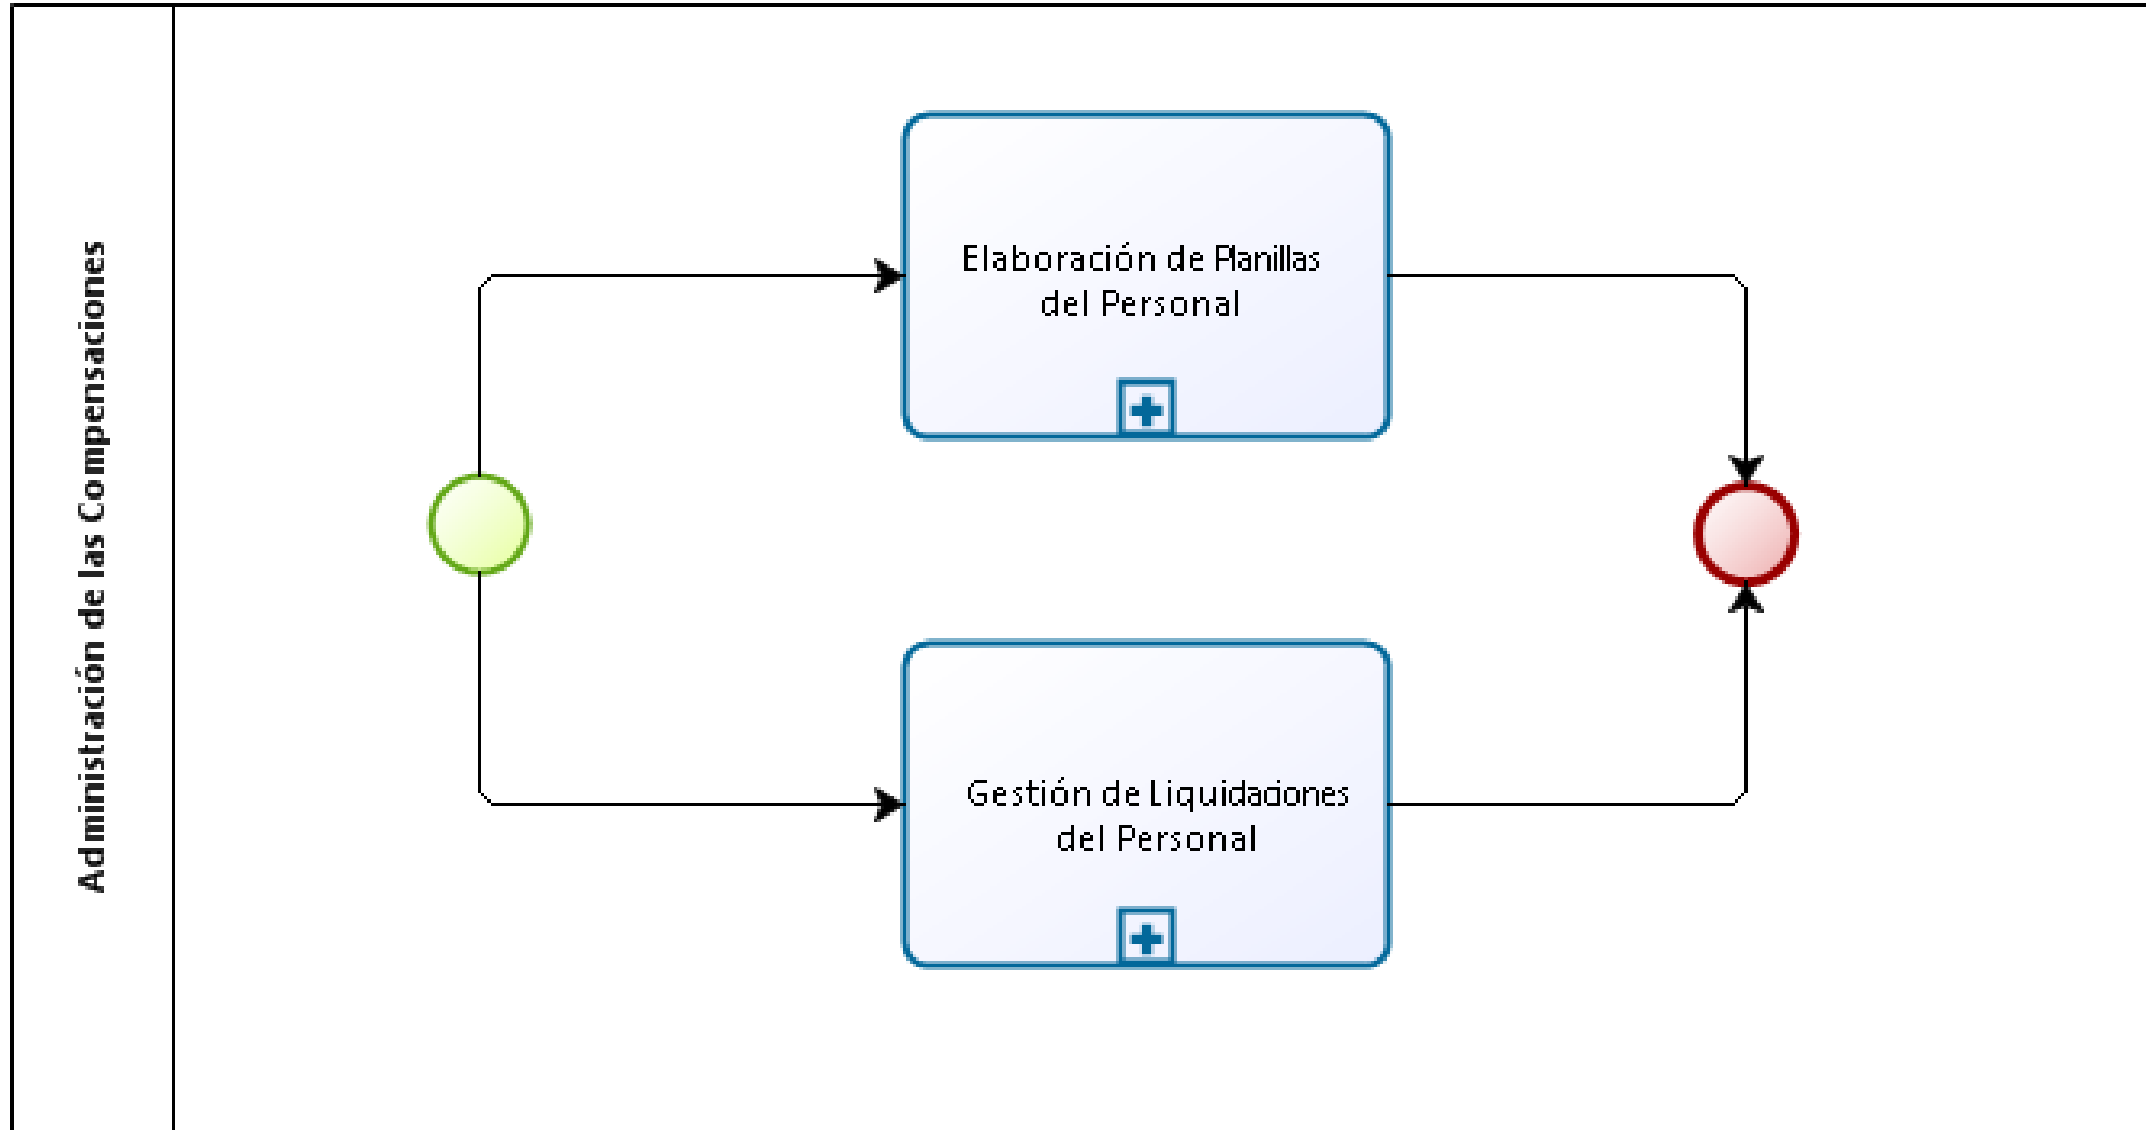 Administración de las Compensaciones
Elaboración de Planillas
del Personal
Gestión de Liquidaciones
del Personal